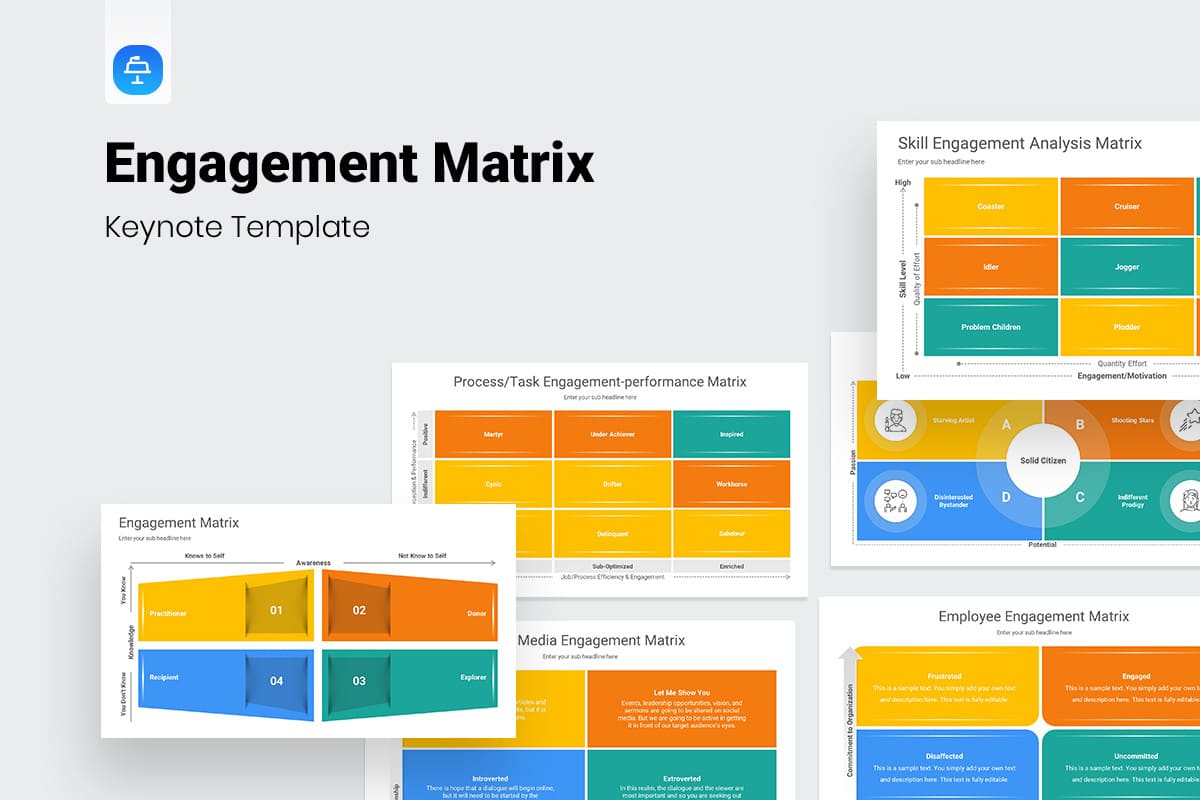 Engagement Matrix
Keynote Template
Skill Engagement Analysis Matrix
Enter your sub headline here
High
Skill Level
Quality of Effort
Coaster
Cruiser
Idler
Jogger
Problem Children
Plodder
Quantity Effort
Low
Engagement/Motivation
Process/Task Engagement-performance Matrix
Enter your sub headline here
Positive
Indifferent
Martyr
Under Achiever
Inspired
Cynic
Drifter
Workhorse
Delinquent
Saboteur
Sub-Optimized
Enriched
Job/Process Efficiency & Engagement
Passion
Starving Artist
A
B
Shooting Stars
Solid Citizen
Disinterested
Bystander
D
C
Indifferent
Prodigy
Potential
Engagement Matrix
Enter your sub headline here
Knows to Self
Not Know to Self
Awareness
You Know
Knowledge
You Don't Know
Practitioner
01
02
Donor
Recipient
04
03
Explorer
Media Engagement Matrix
Enter your sub headline here
Let Me Show You
Events, leadership opportunities, vision, and
sermons are going to be shared on social
media. But we are going to be active in getting
it in front of our target audience's eyes.
Introverted
There is hope that a dialogue will begin online,
but it will need to be started by the
Extroverted
In this realm, the dialogue and the viewer are
most important and so you are seeking out
Employee Engagement Matrix
Enter your sub headline here
Commitment to Organization
Frustrated
This is a sample text. You simply add your own text
and description here. This text is fully editable
Engaged
This is a sample text. You simply add your own
and description here. This text is fully editable
Disaffected
This is a sample text. You simply add your own text
and description here. This text is fully editable
Uncommitted
This is a sample text. You simply add your own
and description here. This text is fully editable